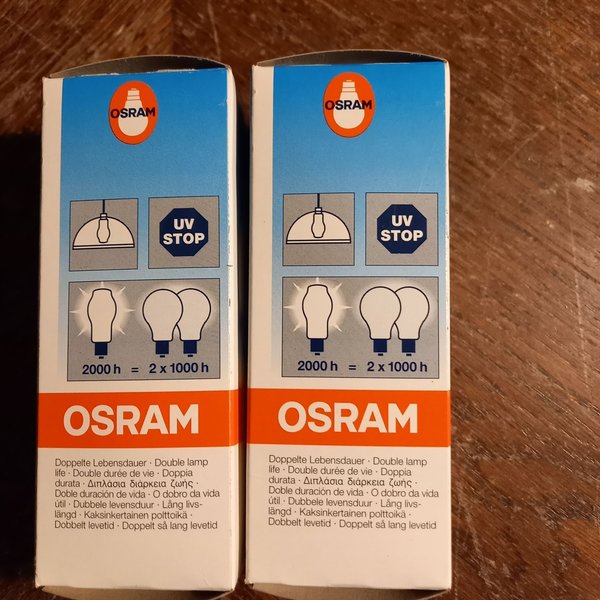 OSRAM
UV
STOP
2000 h = 2 x 1000 h
OSRAM
Doppelte Lebensdauer · Double lamp
life · Double durée de vie · Doppia
durata · Διπλάσια διάρκεια ζωής ·
Doble duración de vida · O dobro da vida
útil · Dubbele levensduur · Lång livs-
längd · Kaksinkertainen polttoikä ·
Dobbelt levetid · Doppelt så lang levetid
OSRAM
UV
STOP
2000 h = 2 x 1000 h
OSRAM
Doppelte Lebensdauer · Double lamp
life · Double durée de vie · Doppia
durata · Διπλάσια διάρκεια ζωής ·
Doble duración de vida · O dobro da vida
útil · Dubbele levensduur · Lång livs-
längd · Kaksinkertainen polttoikä ·
Dobbelt levetid · Doppelt så lang levetid